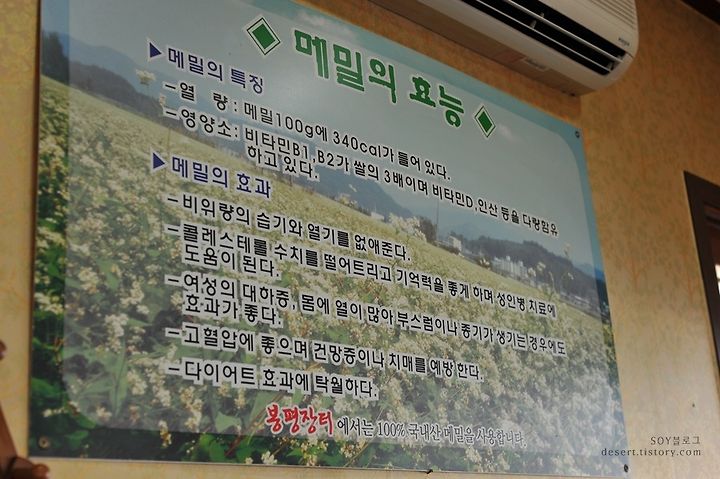 메밀의 효능
▶메밀의 특징
-열 량 : 메밀100g에 340cal가 들어 있다.
-영양소: 비타민B1,B2가 쌀의 3배이며 비타민D,인산 등을 다량함유
하고 있다.
▶메밀의 효과
-비위량의 습기와 열기를 없애준다.
-콜레스테롤 수치를 떨어트리고 기억력을 좋게 하며 성인병 치료에
도움이 된다.
-여성의 대하증, 몸에 열이 많아 부스럼이나 종기가 생기는 경우에도
효과가 좋다.
-고혈압에 좋으며 건망증이나 치매를 예방 한다.
-다이어트 효과에 탁월하다.
봉평장터에서는 100% 국내산 메밀을 사용합니다.
SOY블로그
desert.tistory.com